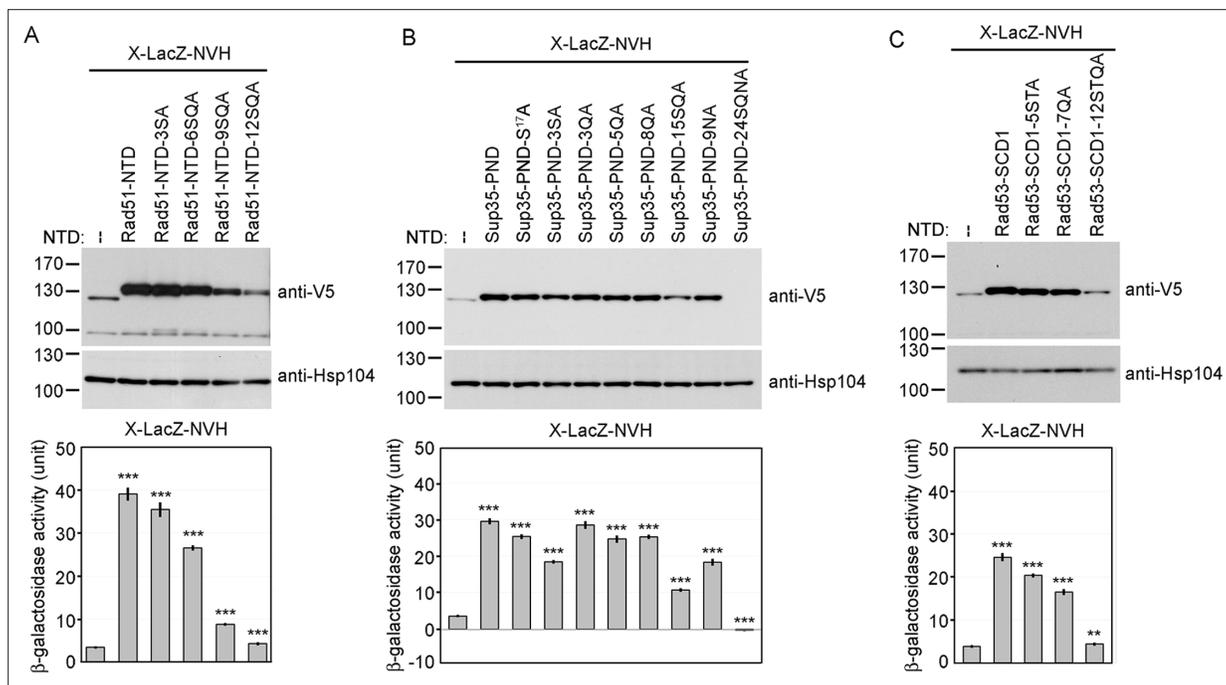 A
X-LacZ-NVH
NTD:
--
Rad51-NTD
Rad51-NTD-3SA
Rad51-NTD-6SQA
Rad51-NTD-9SQA
Rad51-NTD-12SQA
170
130
100
anti-V5
130
100
anti-Hsp104
X-LacZ-NVH
β-galactosidase activity (unit)
50
40
30
20
10
0
***
***
***
***
***
B
X-LacZ-NVH
NTD:
--
Sup35-PND
Sup35-PND-S¹⁷A
Sup35-PND-3SA
Sup35-PND-3QA
Sup35-PND-5QA
Sup35-PND-8QA
Sup35-PND-15SQA
Sup35-PND-9NA
Sup35-PND-24SQNA
170
130
100
anti-V5
130
100
anti-Hsp104
X-LacZ-NVH
β-galactosidase activity (unit)
50
40
30
20
10
0
-10
***
***
***
***
***
***
***
***
***
C
X-LacZ-NVH
NTD:
--
Rad53-SCD1
Rad53-SCD1-5STA
Rad53-SCD1-7QA
Rad53-SCD1-12STQA
170
130
100
anti-V5
130
100
anti-Hsp104
X-LacZ-NVH
β-galactosidase activity (unit)
50
40
30
20
10
0
***
***
***
**